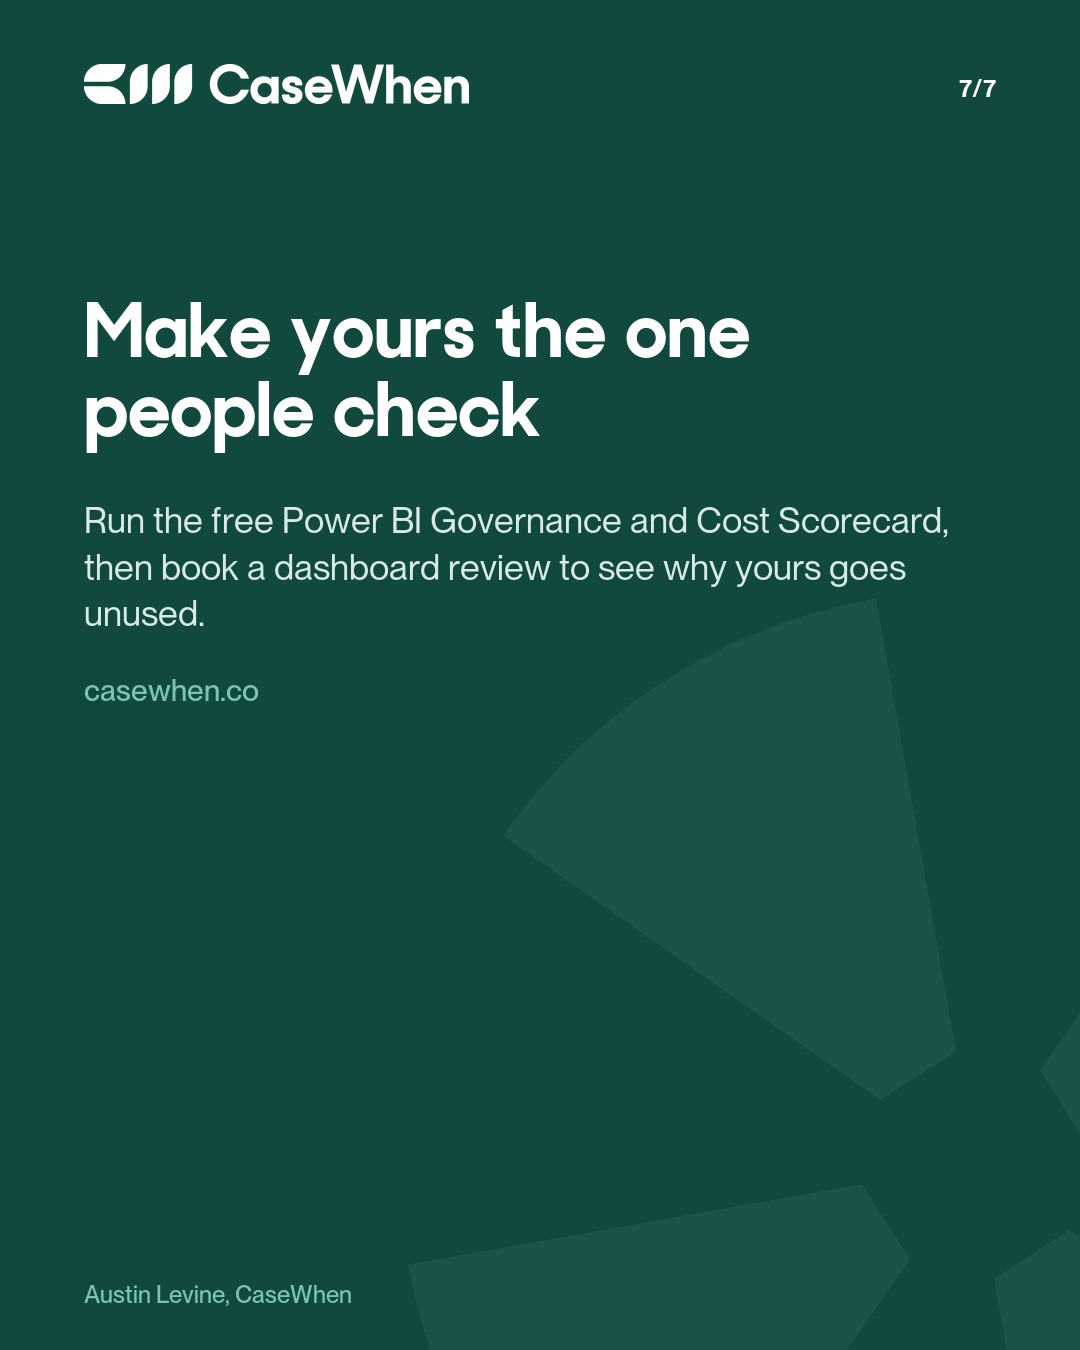 CaseWhen
7/7
Make yours the one
people check
Run the free Power BI Governance and Cost Scorecard,
then book a dashboard review to see why yours goes
unused.
casewhen.co
Austin Levine, CaseWhen